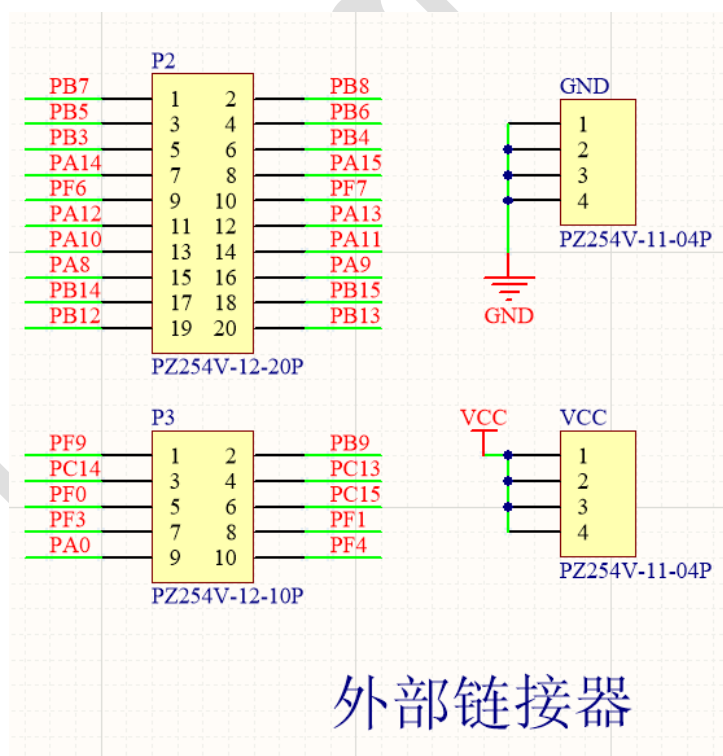 P2
PB7 1 2 PB8
PB5 3 4 PB6
PB3 5 6 PB4
PA14 7 8 PA15
PF6 9 10 PF7
PA12 11 12 PA13
PA10 13 14 PA11
PA8 15 16 PA9
PB14 17 18 PB15
PB12 19 20 PB13
PZ254V-12-20P
GND
1
2
3
4
PZ254V-11-04P
GND
P3
PF9 1 2 PB9
PC14 3 4 PC13
PF0 5 6 PC15
PF3 7 8 PF1
PA0 9 10 PF4
PZ254V-12-10P
VCC
VCC
1
2
3
4
PZ254V-11-04P
外部链接器